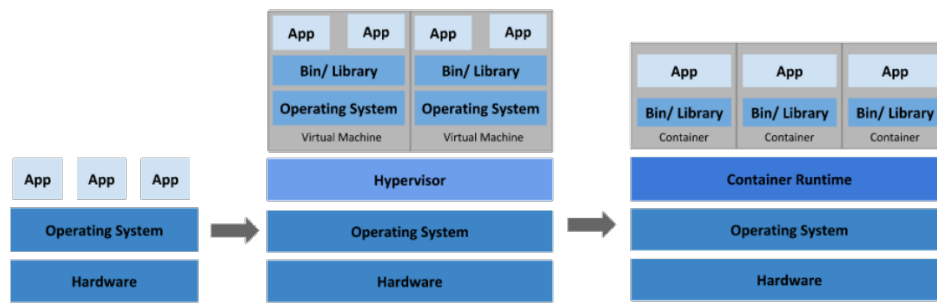 App App App
Operating System
Hardware
App App App App
Bin/ Library Bin/ Library
Operating System Operating System
Virtual Machine Virtual Machine
Hypervisor
Operating System
Hardware
App App App
Bin/ Library Bin/ Library Bin/ Library
Container Container Container
Container Runtime
Operating System
Hardware